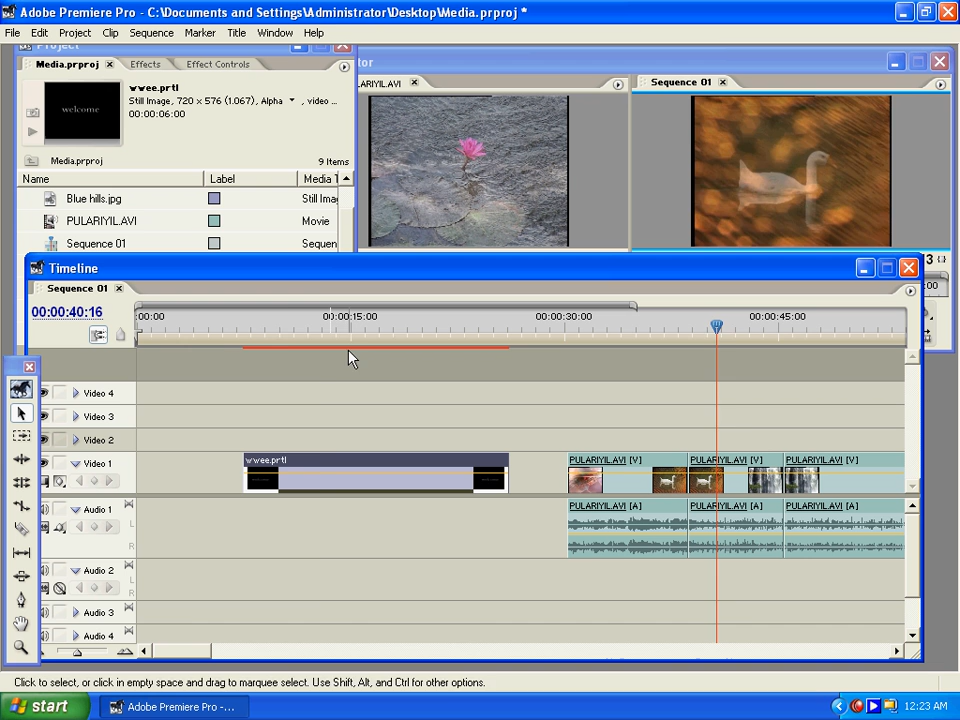 Adobe Premiere Pro - C:\Documents and Settings\Administrator\Desktop\Media.prproj *
File Edit Project Clip Sequence Marker Title Window Help
Project
Media.prproj Effects Effect Controls
wwee.prtl
Still Image, 720 x 576 (1.067), Alpha , video ...
00:00:06:00
welcome
Media.prproj 9 Items
Name Label Media
Blue hills.jpg Still
PULARIYIL.AVI Movie
Sequence 01
Sequence 01
Timeline
Sequence 01
00:00:40:16
:00:00 00:00:15:00 00:00:30:00 00:00:45:00
Video 4
Video 3
Video 2
Video 1
wwee.prtl
PULARIYIL.AVI [V] PULARIYIL.AVI [V] PULARIYIL.AVI [V]
Audio 1
L
R
PULARIYIL.AVI [A] PULARIYIL.AVI [A] PULARIYIL.AVI [A]
Audio 2
L
R
Audio 3
Audio 4
Click to select, or click in empty space and drag to marquee select. Use Shift, Alt, and Ctrl for other options.
start Adobe Premiere Pro -... 12:23 AM